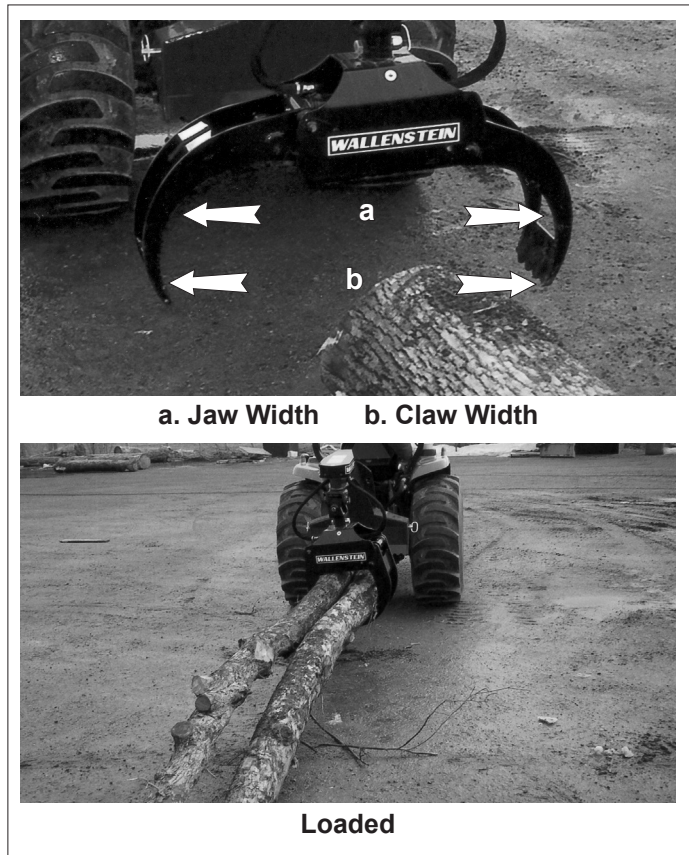 WALLENSTEIN
a
b
a. Jaw Width b. Claw Width
WALLENSTEIN
Loaded